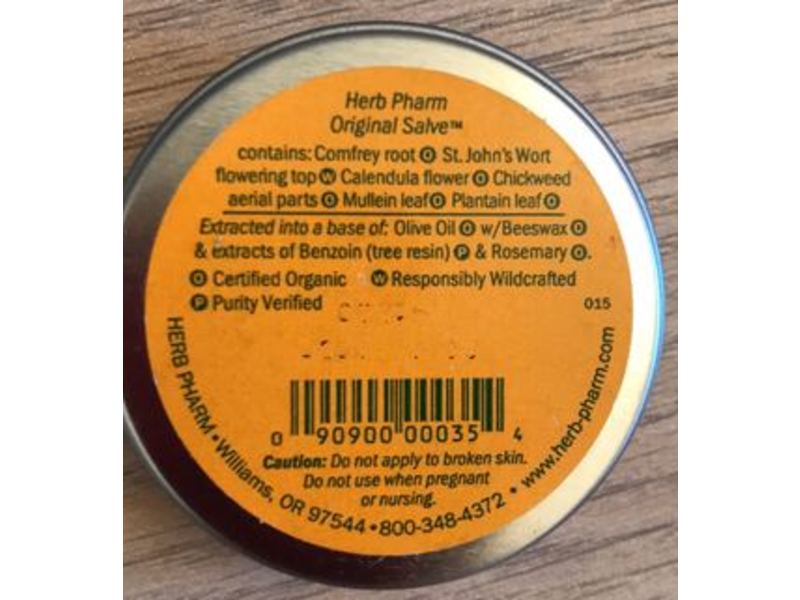 Herb Pharm
Original Salve™
contains: Comfrey root Ⓞ St. John's Wort
flowering top Ⓦ Calendula flower Ⓞ Chickweed
aerial parts Ⓞ Mullein leaf Ⓞ Plantain leaf Ⓞ
Extracted into a base of: Olive Oil Ⓞ w/Beeswax Ⓞ
& extracts of Benzoin (tree resin) Ⓟ & Rosemary Ⓞ.
Ⓞ Certified Organic Ⓦ Responsibly Wildcrafted
Ⓟ Purity Verified
015
0 90900 00035 4
Caution: Do not apply to broken skin.
Do not use when pregnant
or nursing.
HERB PHARM • Williams, OR 97544 • 800-348-4372 • www.herb-pharm.com